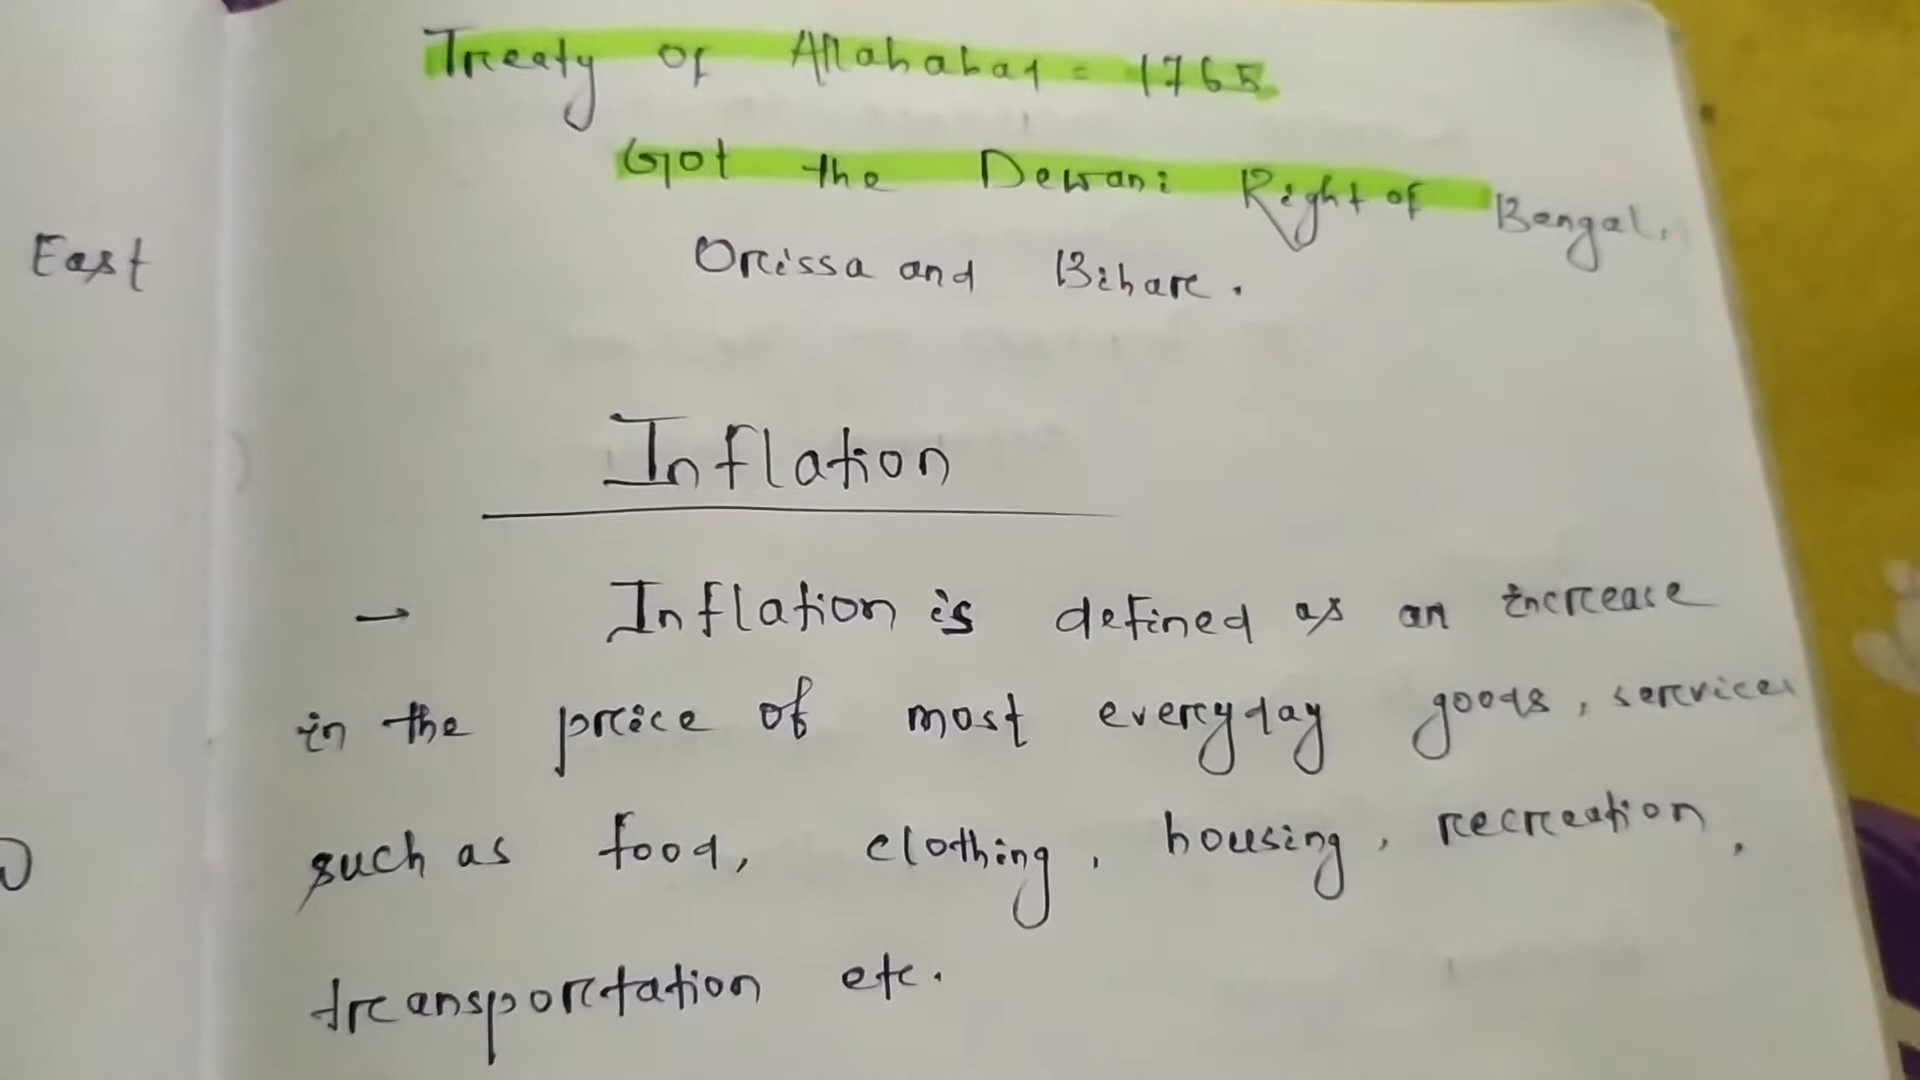 Treaty of Allahabad = 1765
Got the Dewani Right of Bengal,
Orissa and Bihar.
East
Inflation
→ Inflation is defined as an increase
in the price of most everyday goods, services
such as food, clothing, housing, recreation,
transportation etc.